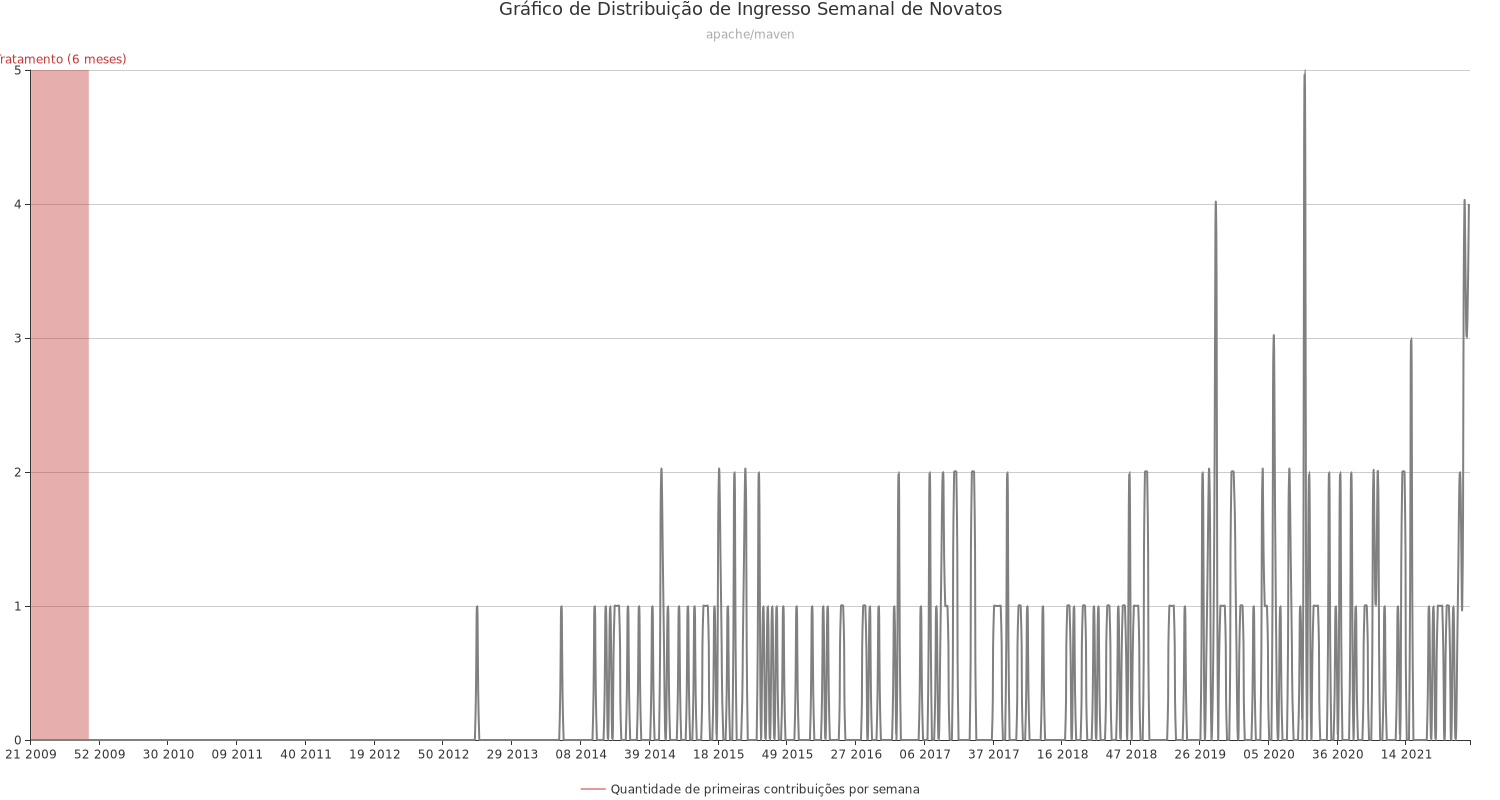 Gráfico de Distribuição de Ingresso Semanal de Novatos
apache/maven
ratamento (6 meses)
5
4
3
2
1
0
21 2009 52 2009 30 2010 09 2011 40 2011 19 2012 50 2012 29 2013 08 2014 39 2014 18 2015 49 2015 27 2016 06 2017 37 2017 16 2018 47 2018 26 2019 05 2020 36 2020 14 2021
Quantidade de primeiras contribuições por semana